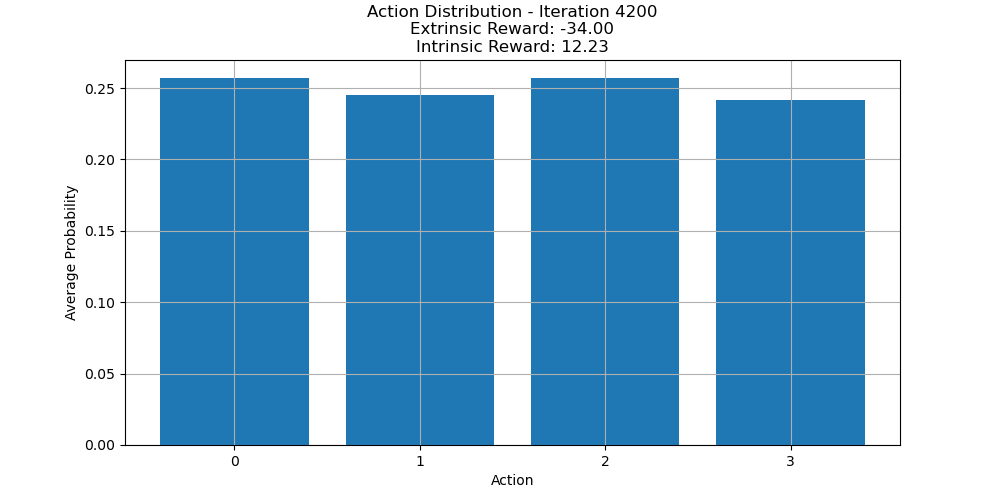 Action Distribution - Iteration 4200
Extrinsic Reward: -34.00
Intrinsic Reward: 12.23
Average Probability
0.25
0.20
0.15
0.10
0.05
0.00
0 1 2 3
Action